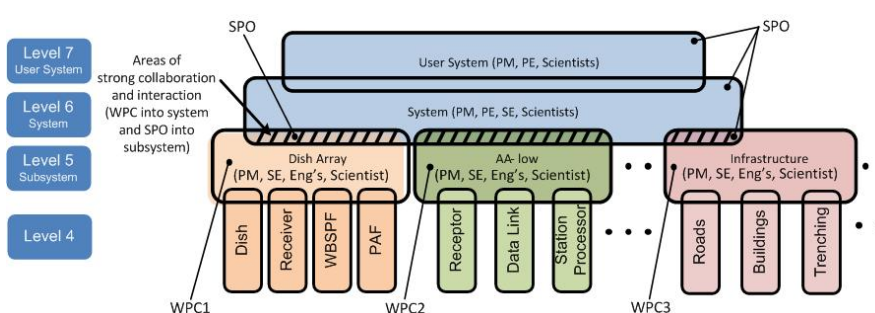 SPO
SPO
Level 7
User System
Areas of
strong collaboration
and interaction
(WPC into system
and SPO into
subsystem)
User System (PM, PE, Scientists)
Level 6
System
System (PM, PE, SE, Scientists)
Level 5
Subsystem
Dish Array
(PM, SE, Eng's, Scientist)
AA- low
(PM, SE, Eng's, Scientist)
Infrastructure
(PM, SE, Eng's, Scientist)
Level 4
Dish
Receiver
WBSPF
PAF
Receptor
Data Link
Station
Processor
Roads
Buildings
Trenching
WPC1
WPC2
WPC3